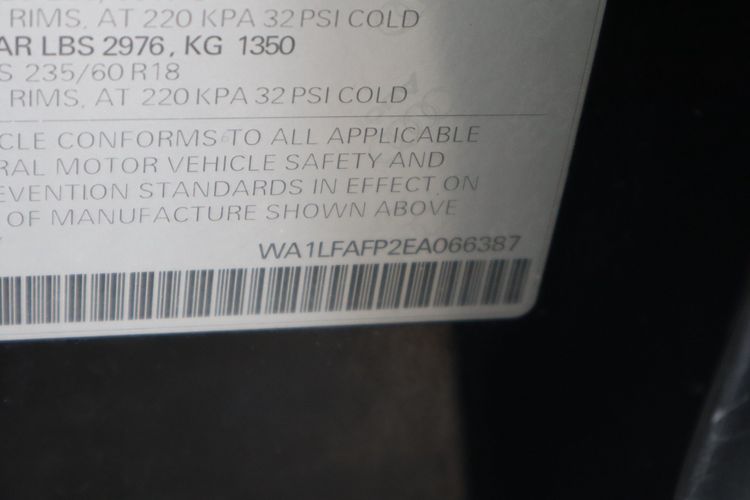 RIMS, AT 220 KPA 32 PSI COLD
AR LBS 2976, KG 1350
S 235/60 R18
RIMS, AT 220 KPA 32 PSI COLD
CLE CONFORMS TO ALL APPLICABLE
RAL MOTOR VEHICLE SAFETY AND
EVENTION STANDARDS IN EFFECT ON
OF MANUFACTURE SHOWN ABOVE
WA1LFAFP2EA066387